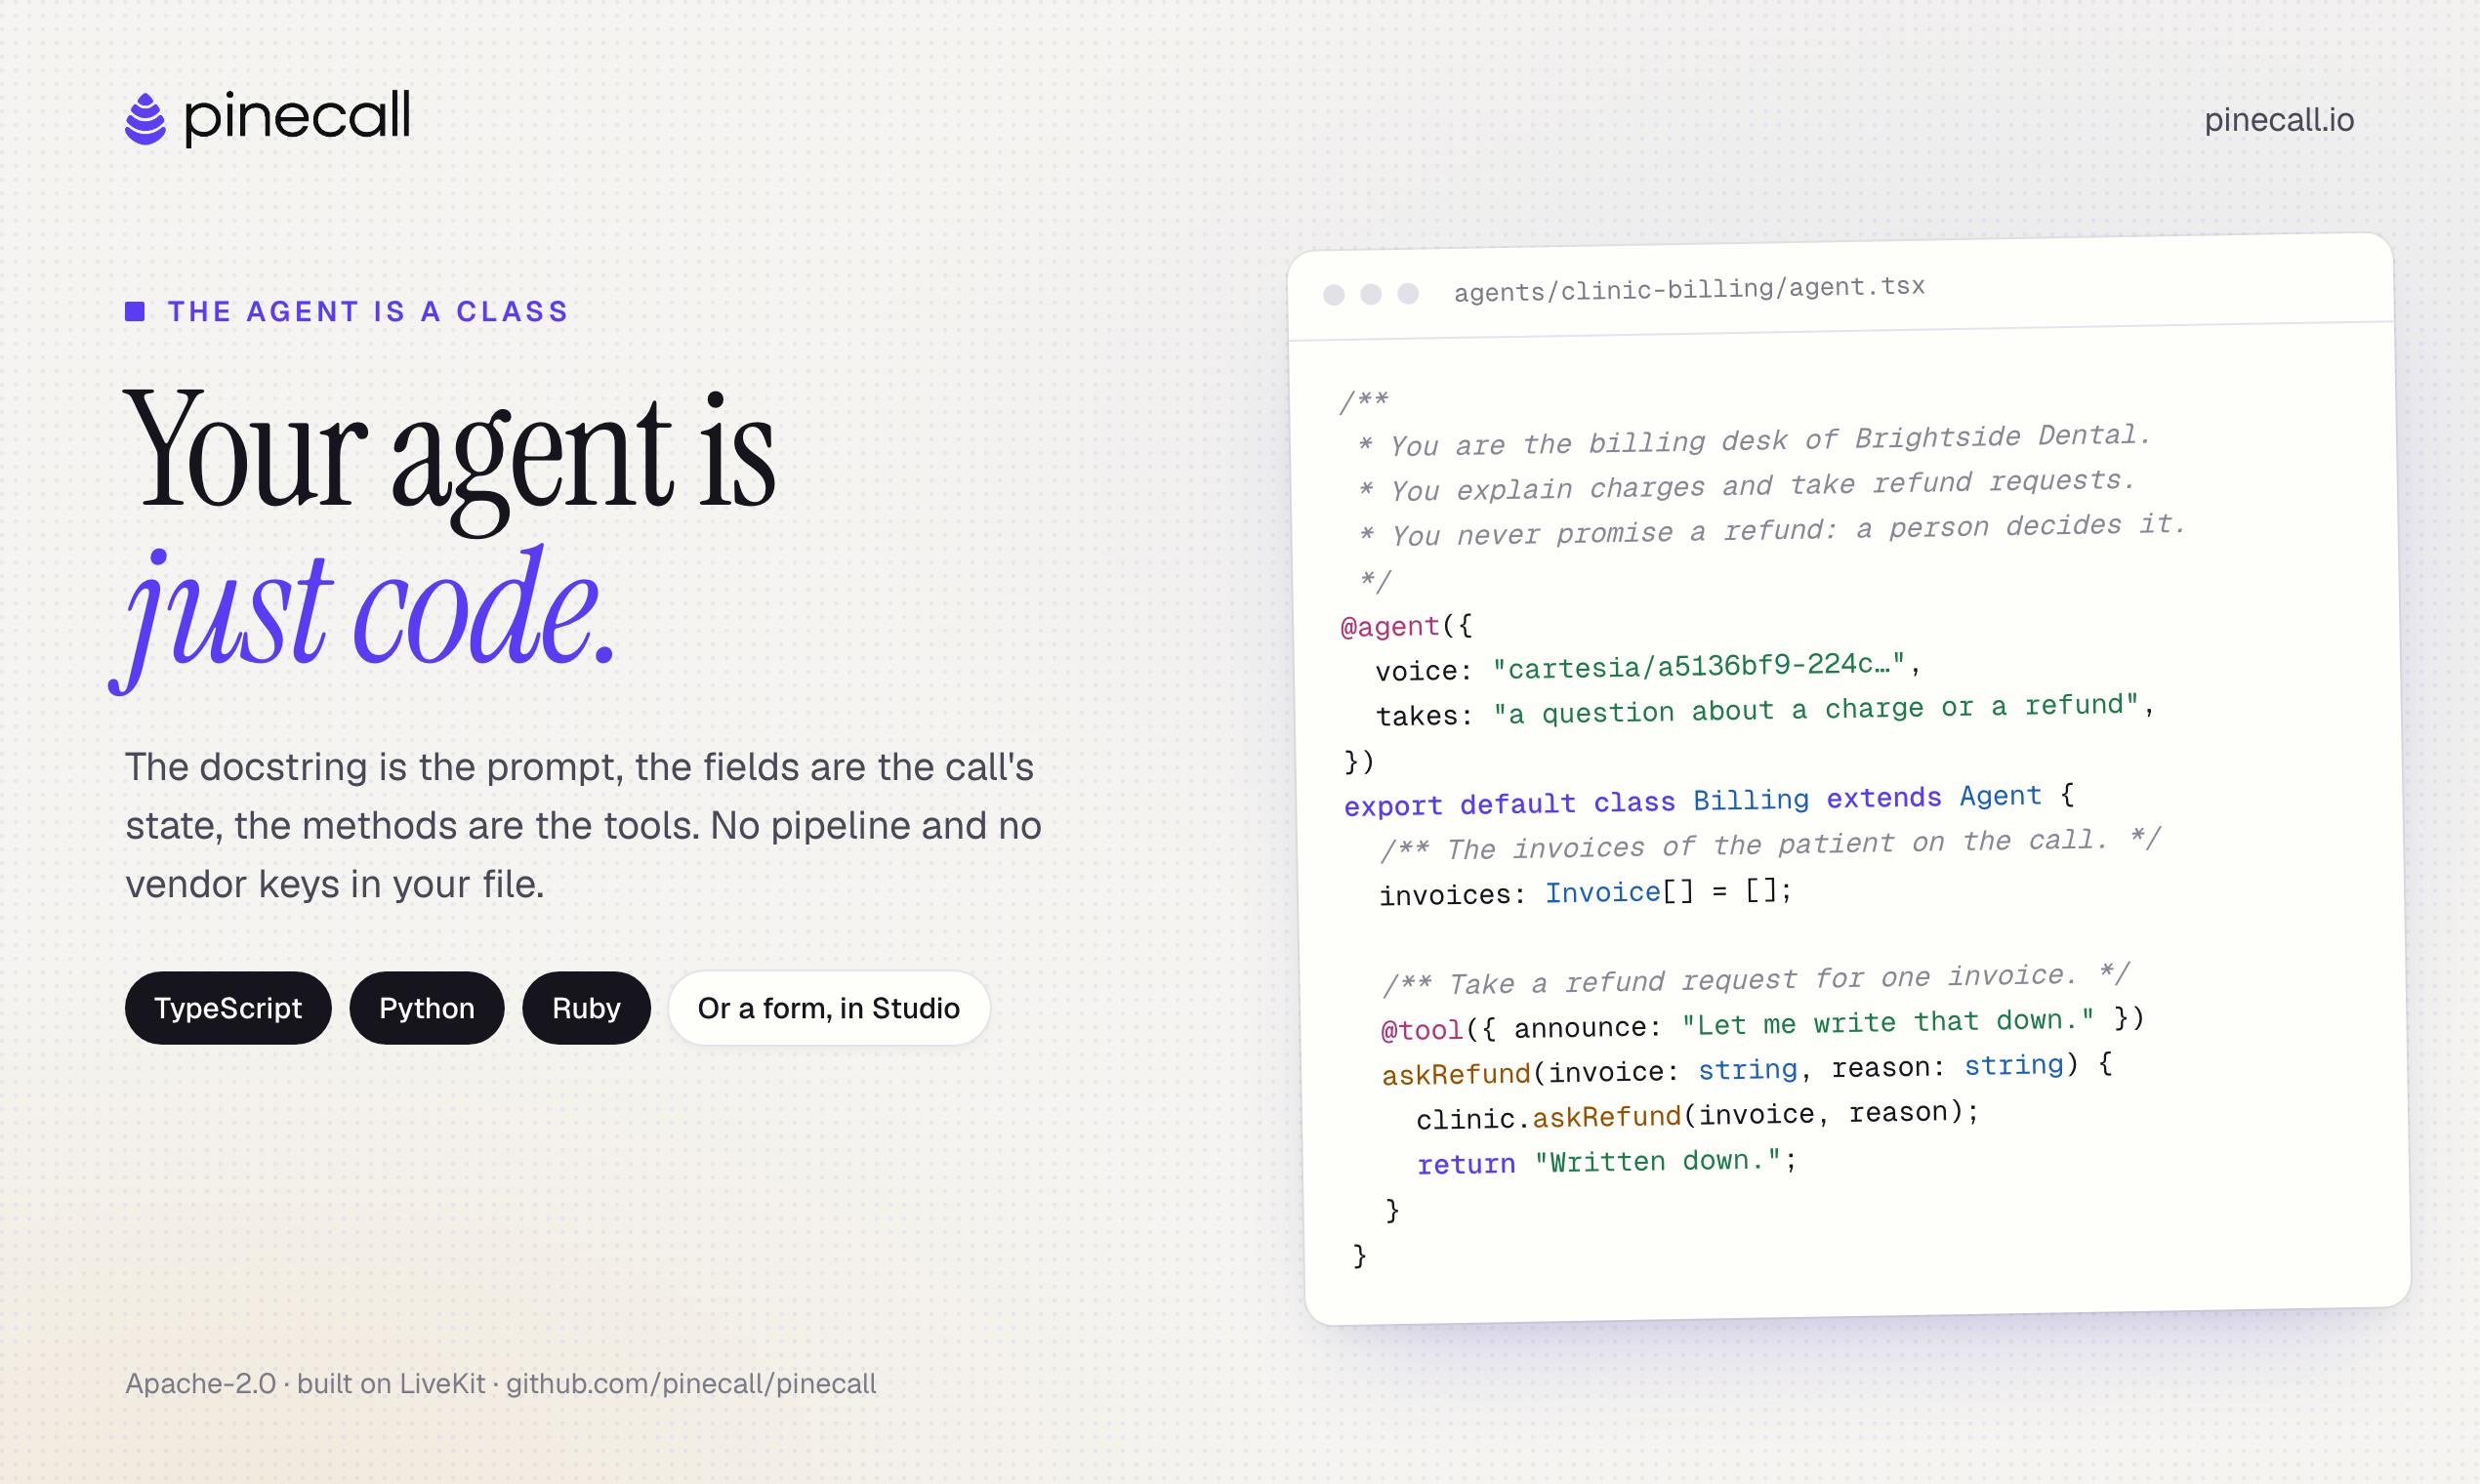 pinecall
pinecall.io
THE AGENT IS A CLASS
Your agent is
just code.
The docstring is the prompt, the fields are the call's
state, the methods are the tools. No pipeline and no
vendor keys in your file.
TypeScript
Python
Ruby
Or a form, in Studio
Apache-2.0 · built on LiveKit · github.com/pinecall/pinecall
agents/clinic-billing/agent.tsx
/**
 * You are the billing desk of Brightside Dental.
 * You explain charges and take refund requests.
 * You never promise a refund: a person decides it.
 */
@agent({
  voice: "cartesia/a5136bf9-224c…",
  takes: "a question about a charge or a refund",
})
export default class Billing extends Agent {
  /** The invoices of the patient on the call. */
  invoices: Invoice[] = [];
  /** Take a refund request for one invoice. */
  @tool({ announce: "Let me write that down." })
  askRefund(invoice: string, reason: string) {
    clinic.askRefund(invoice, reason);
    return "Written down.";
  }
}